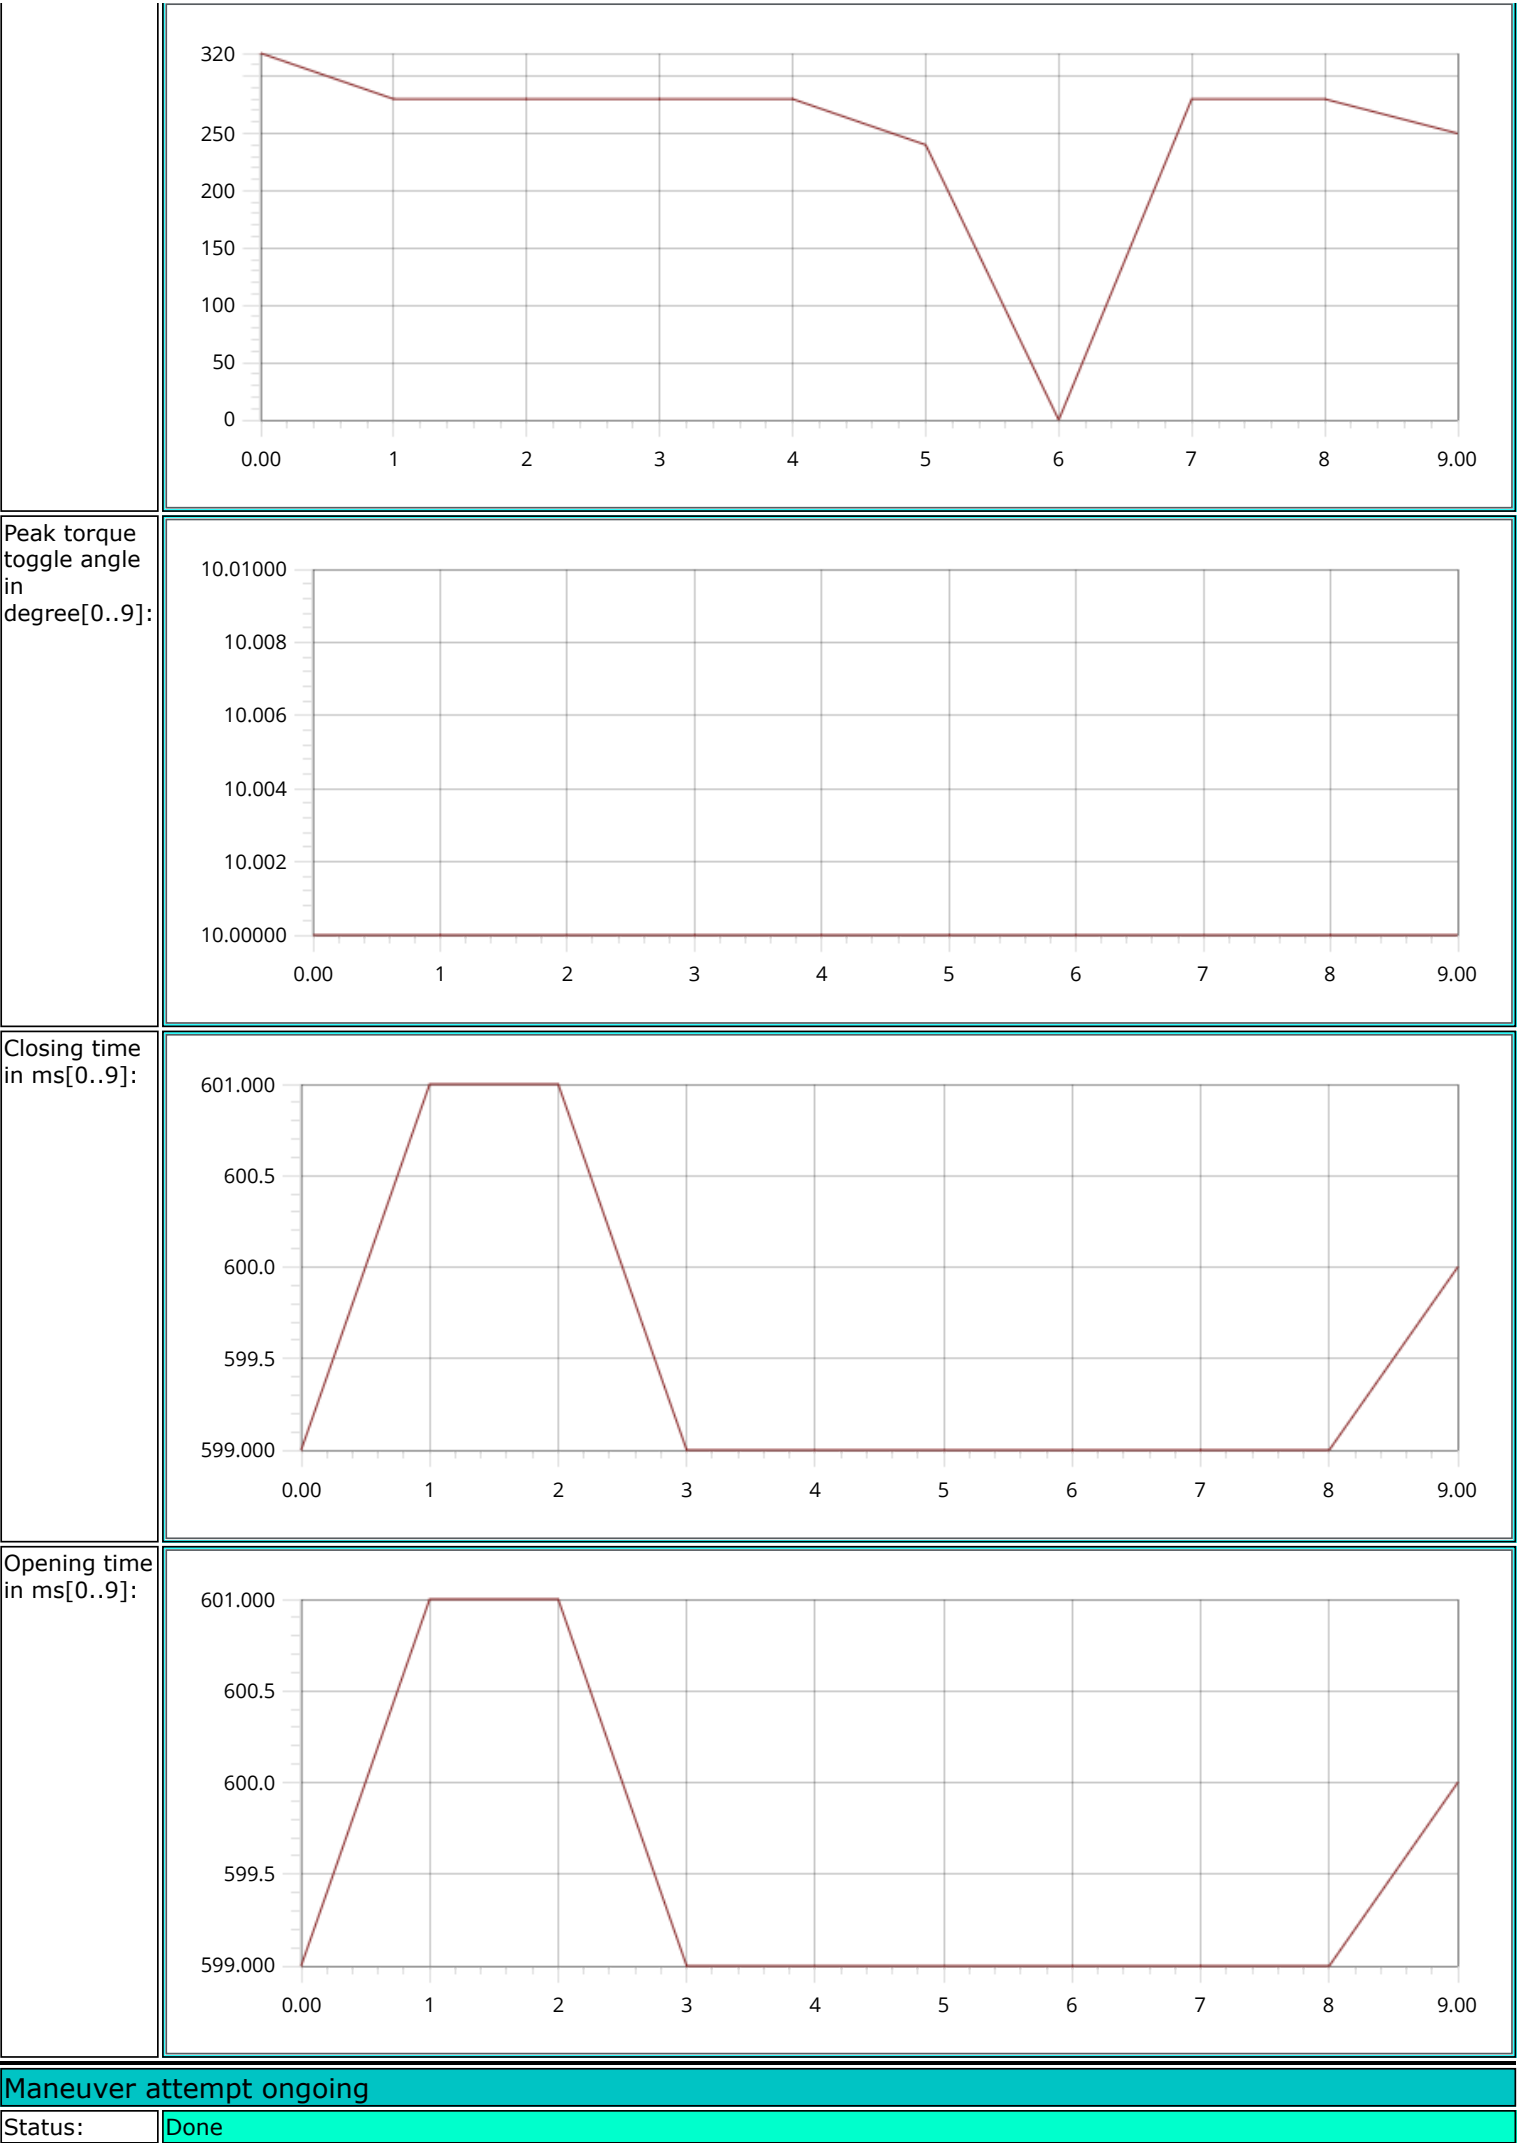 320
250
200
150
100
50
0
0.00 1 2 3 4 5 6 7 8 9.00
Peak torque
toggle angle
in
degree[0..9]:
10.01000
10.008
10.006
10.004
10.002
10.00000
0.00 1 2 3 4 5 6 7 8 9.00
Closing time
in ms[0..9]:
601.000
600.5
600.0
599.5
599.000
0.00 1 2 3 4 5 6 7 8 9.00
Opening time
in ms[0..9]:
601.000
600.5
600.0
599.5
599.000
0.00 1 2 3 4 5 6 7 8 9.00
Maneuver attempt ongoing
Status: Done